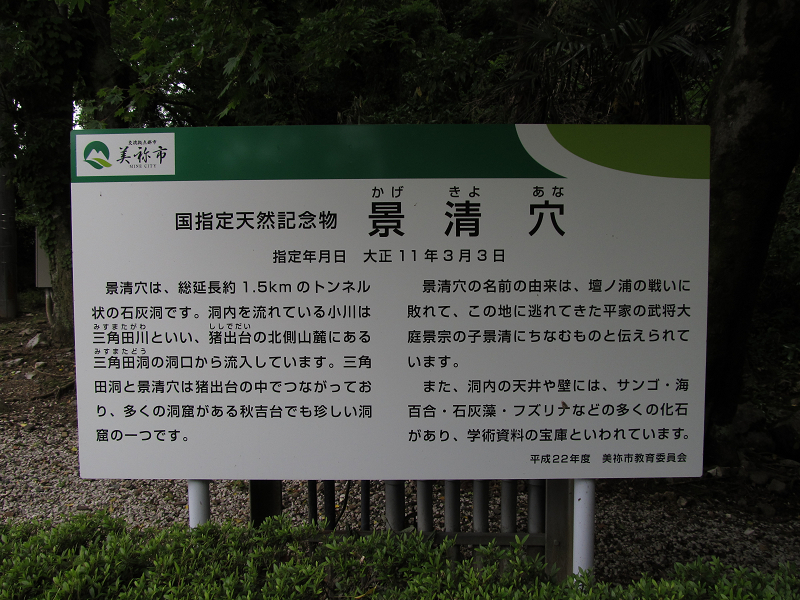 交流拠点都市
美祢市
MINE CITY
国指定天然記念物 景清穴
かげ きよ あな
指定年月日 大正11年3月3日
景清穴は、総延長約1.5kmのトンネル
状の石灰洞です。洞内を流れている小川は
みすまたがわ ししでだい
三角田川といい、猪出台の北側山麓にある
みすまたどう
三角田洞の洞口から流入しています。三角
田洞と景清穴は猪出台の中でつながってお
り、多くの洞窟がある秋吉台でも珍しい洞
窟の一つです。
景清穴の名前の由来は、壇ノ浦の戦いに
敗れて、この地に逃れてきた平家の武将大
庭景宗の子景清にちなむものと伝えられて
います。
また、洞内の天井や壁には、サンゴ・海
百合・石灰藻・フズリナなどの多くの化石
があり、学術資料の宝庫といわれています。
平成22年度 美祢市教育委員会